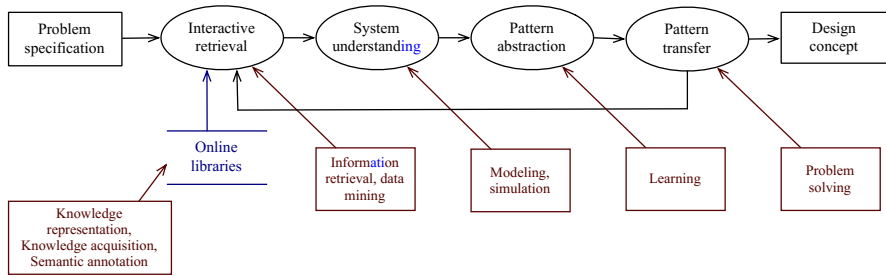 Problem
specification
Interactive
retrieval
System
understanding
Pattern
abstraction
Pattern
transfer
Design
concept
Online
libraries
Information
retrieval, data
mining
Modeling,
simulation
Learning
Problem
solving
Knowledge
representation,
Knowledge acquisition,
Semantic annotation